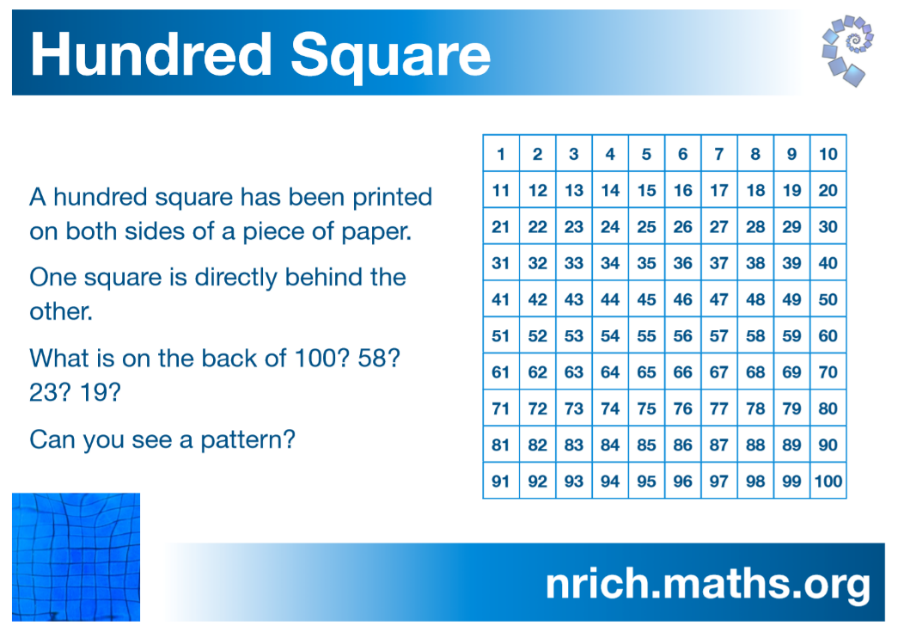 Hundred Square
A hundred square has been printed
on both sides of a piece of paper.
One square is directly behind the
other.
What is on the back of 100? 58?
23? 19?
Can you see a pattern?
1 2 3 4 5 6 7 8 9 10
11 12 13 14 15 16 17 18 19 20
21 22 23 24 25 26 27 28 29 30
31 32 33 34 35 36 37 38 39 40
41 42 43 44 45 46 47 48 49 50
51 52 53 54 55 56 57 58 59 60
61 62 63 64 65 66 67 68 69 70
71 72 73 74 75 76 77 78 79 80
81 82 83 84 85 86 87 88 89 90
91 92 93 94 95 96 97 98 99 100
nrich.maths.org